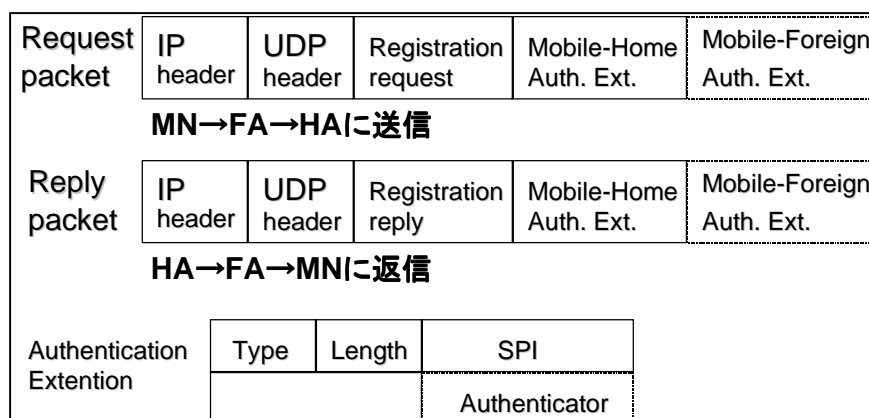 Request packet
IP header
UDP header
Registration request
Mobile-Home Auth. Ext.
Mobile-Foreign Auth. Ext.
MN→FA→HAに送信
Reply packet
IP header
UDP header
Registration reply
Mobile-Home Auth. Ext.
Mobile-Foreign Auth. Ext.
HA→FA→MNに返信
Authentication Extention
Type
Length
SPI
Authenticator